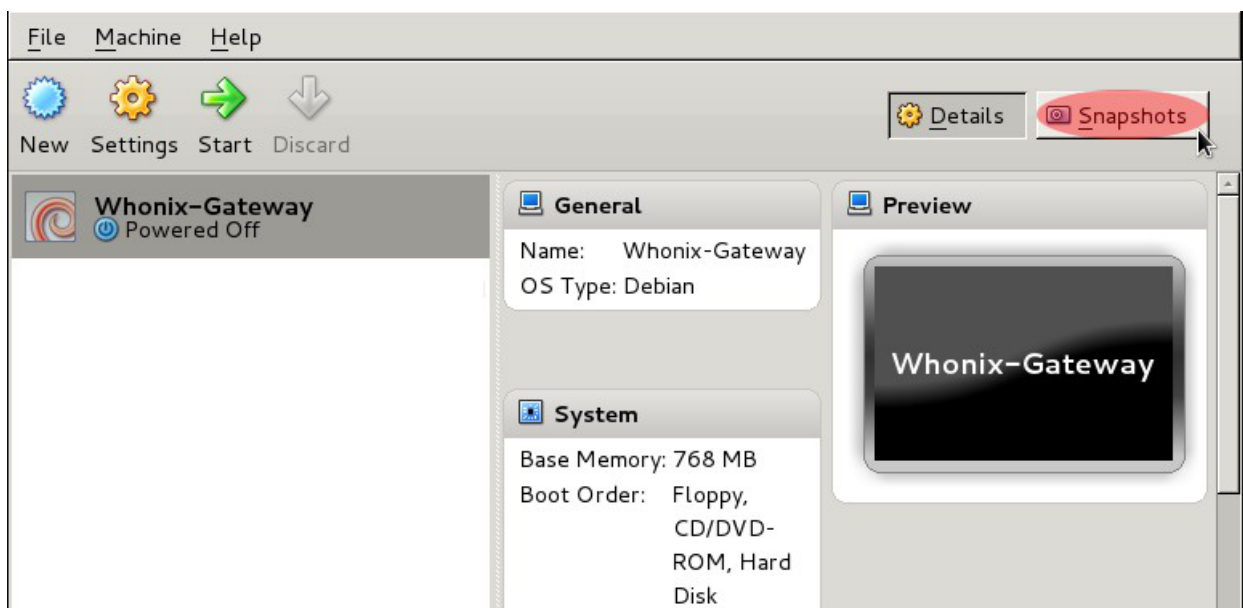 File Machine Help
New Settings Start Discard
Details Snapshots
Whonix-Gateway
Powered Off
General
Name: Whonix-Gateway
OS Type: Debian
System
Base Memory: 768 MB
Boot Order: Floppy,
CD/DVD-
ROM, Hard
Disk
Preview
Whonix-Gateway